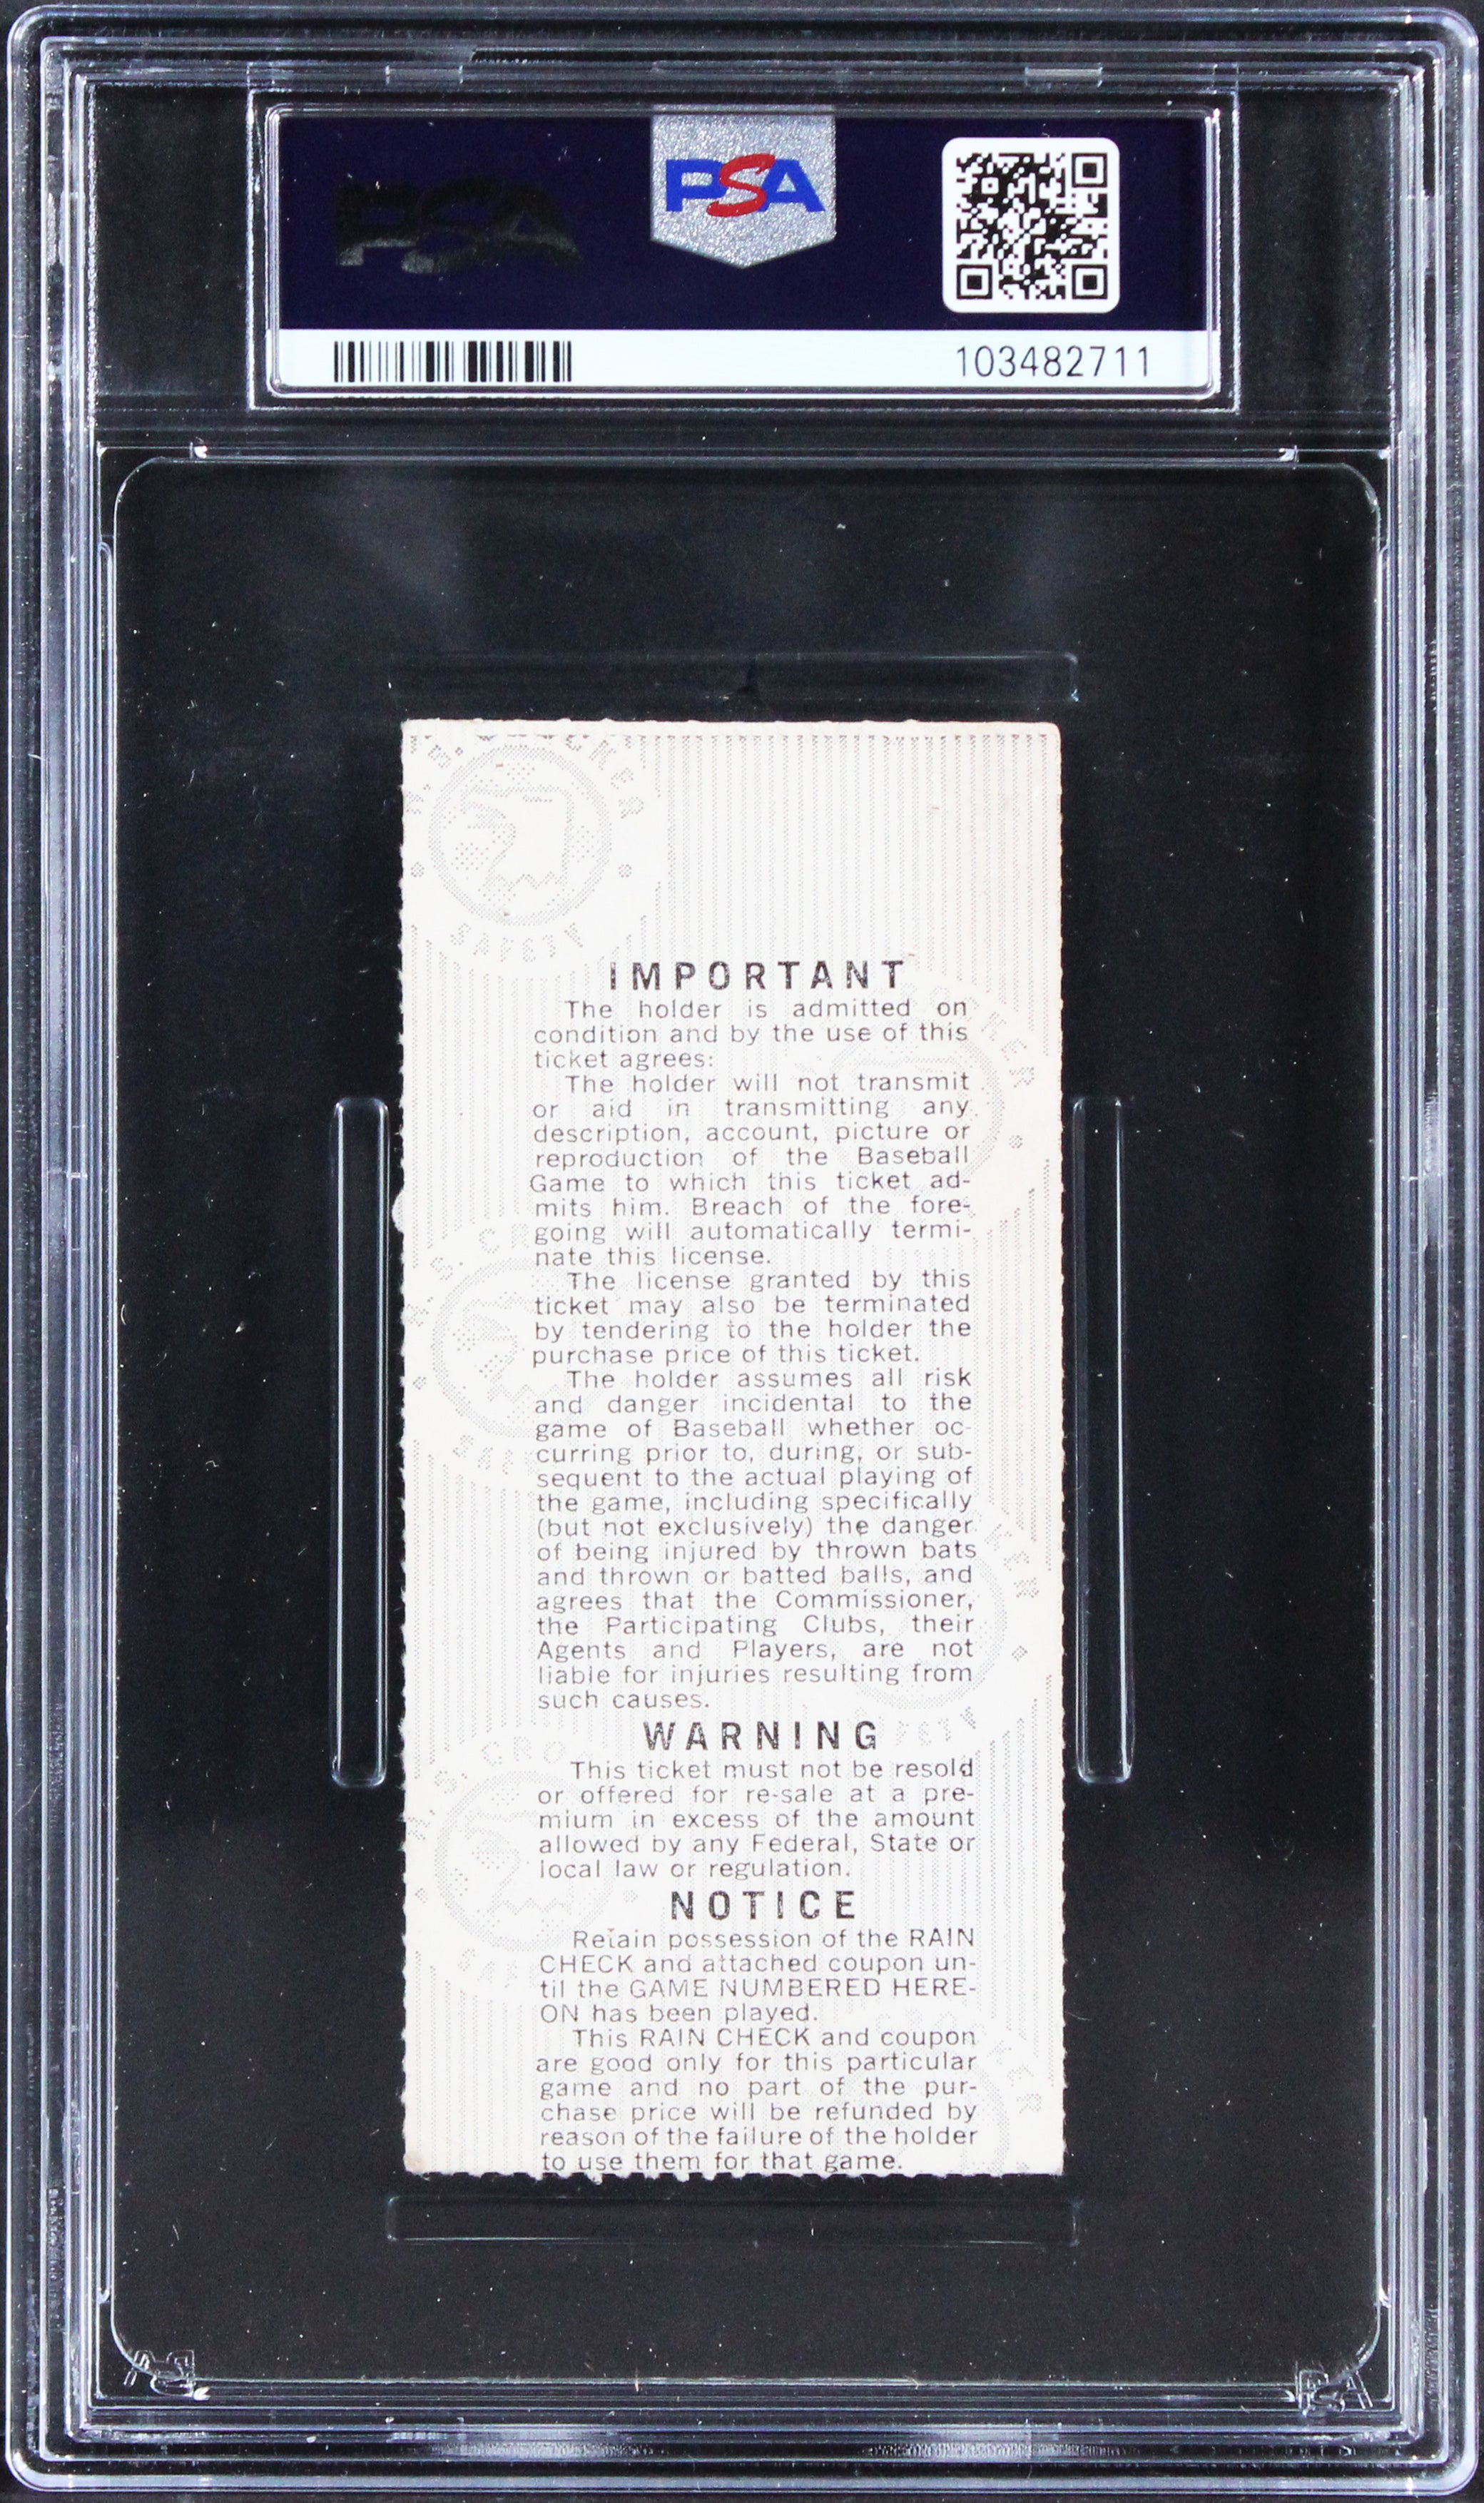 PSA
PSA
103482711
IMPORTANT
The holder is admitted on
condition and by the use of this
ticket agrees:
The holder will not transmit
or aid in transmitting any
description, account, picture or
reproduction of the Baseball
Game to which this ticket ad-
mits him. Breach of the fore-
going will automatically termi-
nate this license.
The license granted by this
ticket may also be terminated
by tendering to the holder the
purchase price of this ticket.
The holder assumes all risk
and danger incidental to the
game of Baseball whether oc-
curring prior to, during, or sub-
sequent to the actual playing of
the game, including specifically
(but not exclusively) the danger
of being injured by thrown bats
and thrown or batted balls, and
agrees that the Commissioner,
the Participating Clubs, their
Agents and Players, are not
liable for injuries resulting from
such causes.
WARNING
This ticket must not be resold
or offered for re-sale at a pre-
mium in excess of the amount
allowed by any Federal, State or
local law or regulation.
NOTICE
Retain possession of the RAIN
CHECK and attached coupon un-
til the GAME NUMBERED HERE-
ON has been played.
This RAIN CHECK and coupon
are good only for this particular
game and no part of the pur-
chase price will be refunded by
reason of the failure of the holder
to use them for that game.